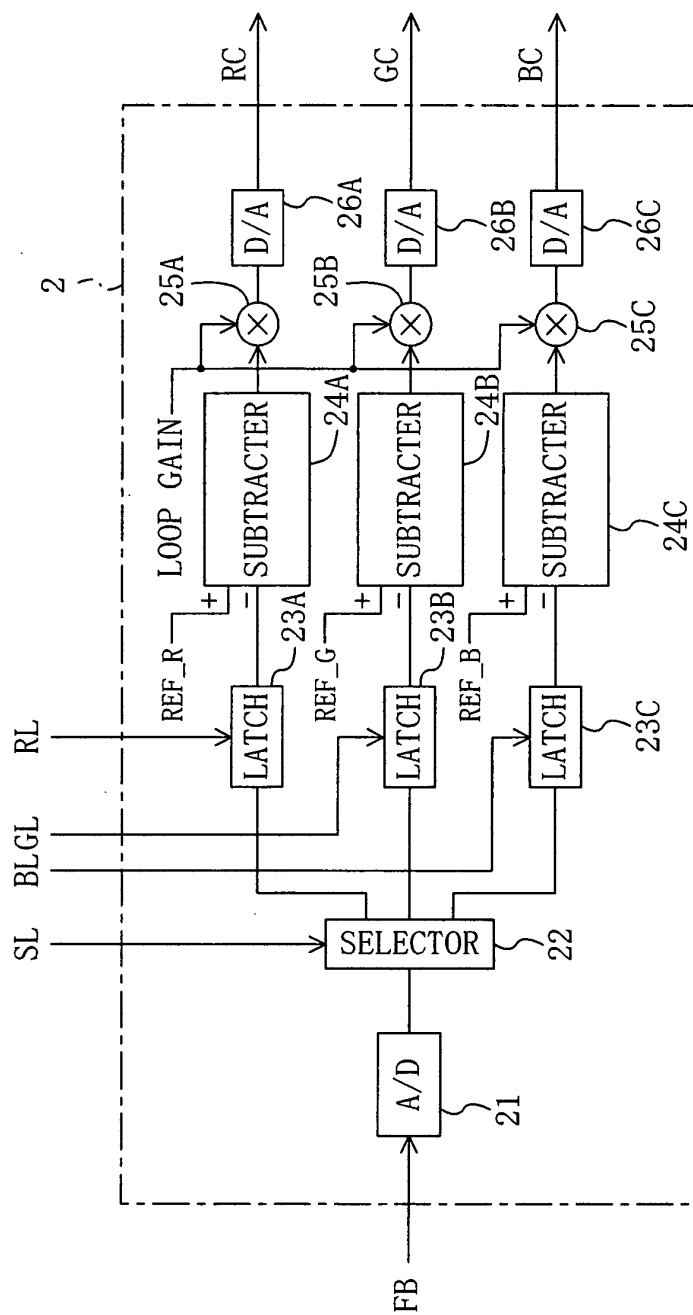 2
FB
A/D
21
SL
SELECTOR
22
BL
GL
RL
LATCH
23A
LATCH
23B
LATCH
23C
REF_R
+
-
SUBTRACTER
24A
REF_G
+
-
SUBTRACTER
24B
REF_B
+
-
SUBTRACTER
24C
LOOP GAIN
×
25A
×
25B
×
25C
D/A
26A
D/A
26B
D/A
26C
RC
GC
BC